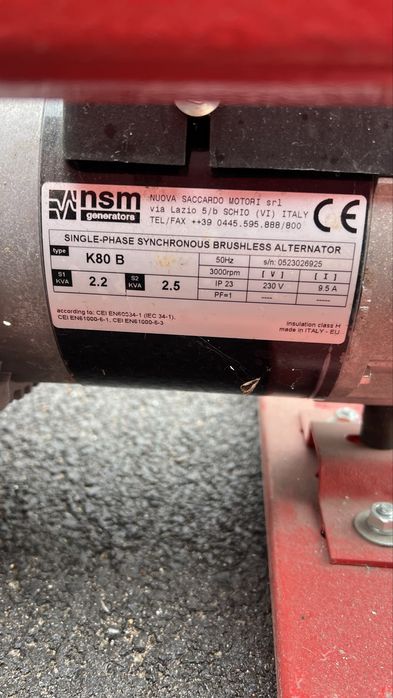 nsm
generators
NUOVA SACCARDO MOTORI srl
via Lazio 5/b SCHIO (VI) ITALY
TEL/FAX ++39 0445.595.888/800
CE
SINGLE-PHASE SYNCHRONOUS BRUSHLESS ALTERNATOR
type K80 B 50Hz s/n: 0523026925
3000rpm [ V ] [ I ]
S1 KVA 2.2 S2 KVA 2.5 IP 23 230 V 9.5 A
PF=1 ---- ----
according to: CEI EN60034-1 (IEC 34-1),
CEI EN61000-6-1, CEI EN61000-6-3
insulation class H
made in ITALY - EU